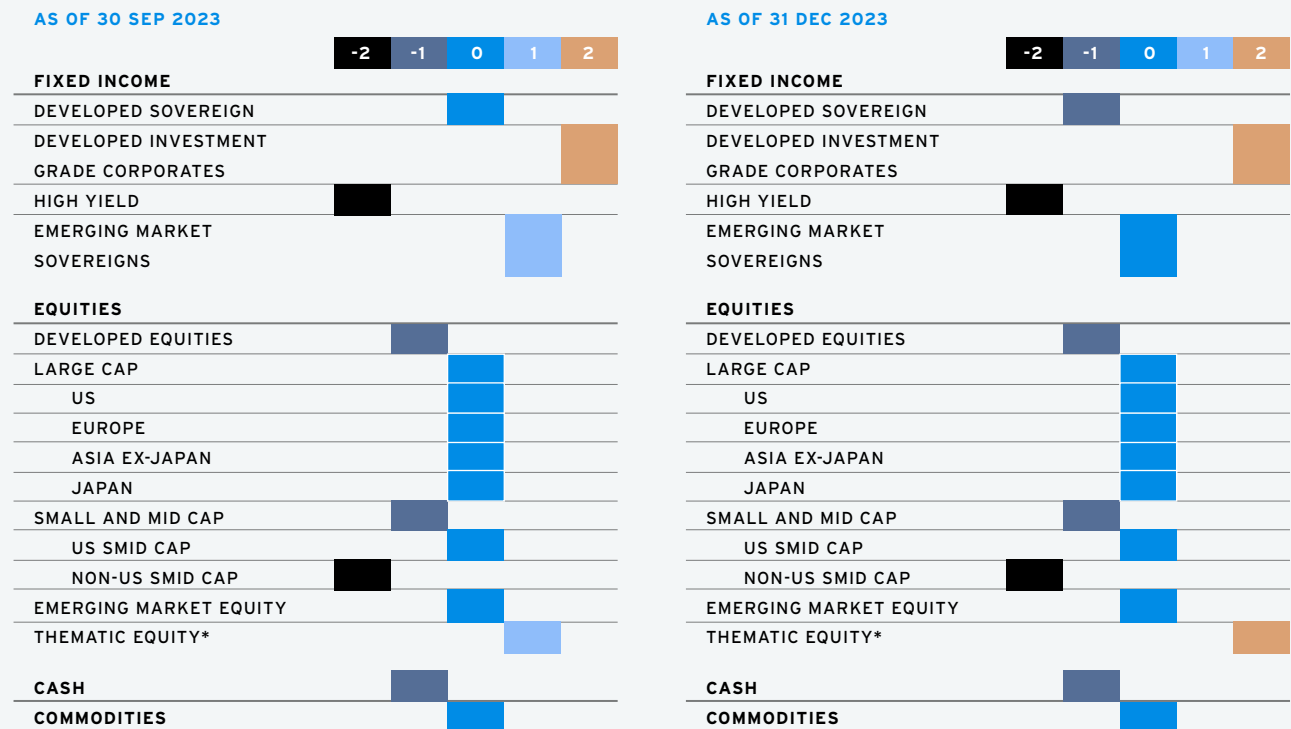 AS OF 30 SEP 2023
-2 -1 0 1 2
FIXED INCOME
DEVELOPED SOVEREIGN
DEVELOPED INVESTMENT
GRADE CORPORATES
HIGH YIELD
EMERGING MARKET
SOVEREIGNS
EQUITIES
DEVELOPED EQUITIES
LARGE CAP
US
EUROPE
ASIA EX-JAPAN
JAPAN
SMALL AND MID CAP
US SMID CAP
NON-US SMID CAP
EMERGING MARKET EQUITY
THEMATIC EQUITY*
CASH
COMMODITIES
AS OF 31 DEC 2023
-2 -1 0 1 2
FIXED INCOME
DEVELOPED SOVEREIGN
DEVELOPED INVESTMENT
GRADE CORPORATES
HIGH YIELD
EMERGING MARKET
SOVEREIGNS
EQUITIES
DEVELOPED EQUITIES
LARGE CAP
US
EUROPE
ASIA EX-JAPAN
JAPAN
SMALL AND MID CAP
US SMID CAP
NON-US SMID CAP
EMERGING MARKET EQUITY
THEMATIC EQUITY*
CASH
COMMODITIES